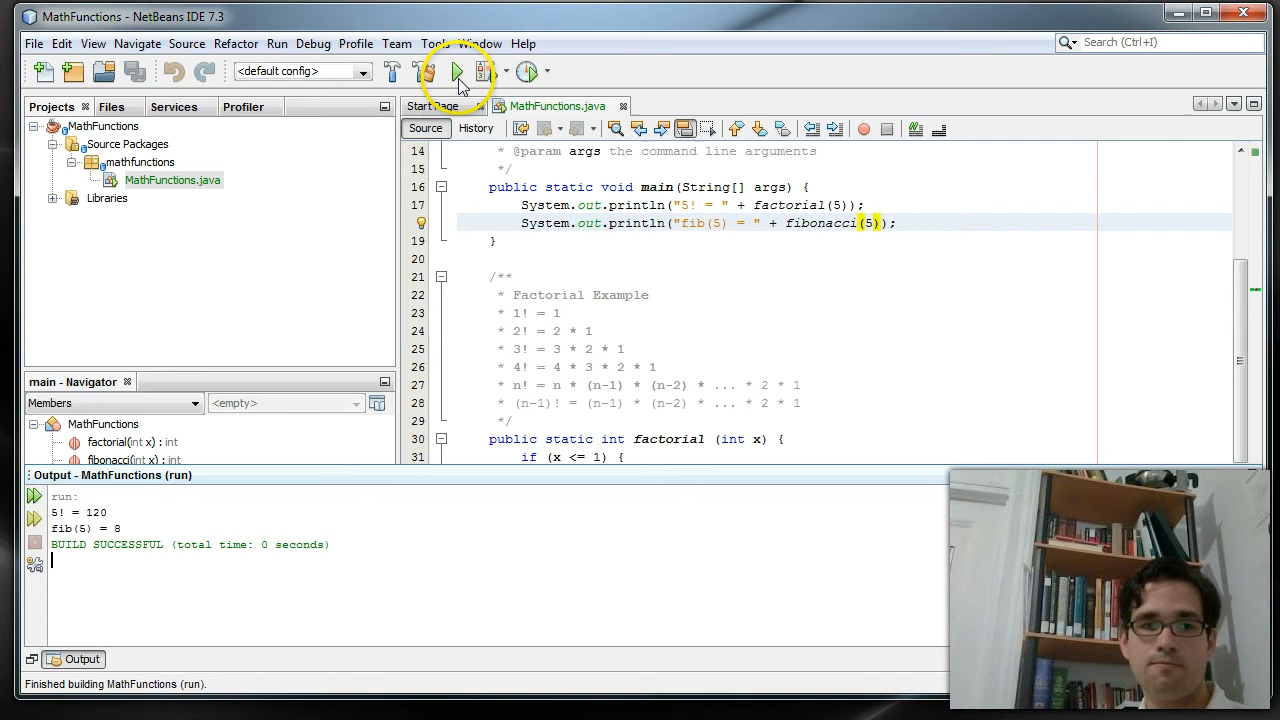 MathFunctions - NetBeans IDE 7.3
File Edit View Navigate Source Refactor Run Debug Profile Team Tools Window Help
Search (Ctrl+I)
<default config>
Projects Files Services Profiler
Start Page MathFunctions.java
Source History
MathFunctions
Source Packages
mathfunctions
MathFunctions.java
Libraries
14 * @param args the command line arguments
15 */
16 public static void main(String[] args) {
17 System.out.println("5! = " + factorial(5));
System.out.println("fib(5) = " + fibonacci(5));
19 }
20
21 /**
22 * Factorial Example
23 * 1! = 1
24 * 2! = 2 * 1
25 * 3! = 3 * 2 * 1
26 * 4! = 4 * 3 * 2 * 1
27 * n! = n * (n-1) * (n-2) * ... * 2 * 1
28 * (n-1)! = (n-1) * (n-2) * ... * 2 * 1
29 */
30 public static int factorial (int x) {
31 if (x <= 1) {
main - Navigator
Members <empty>
MathFunctions
factorial(int x) : int
fibonacci(int x) : int
Output - MathFunctions (run)
run:
5! = 120
fib(5) = 8
BUILD SUCCESSFUL (total time: 0 seconds)
Output
Finished building MathFunctions (run).